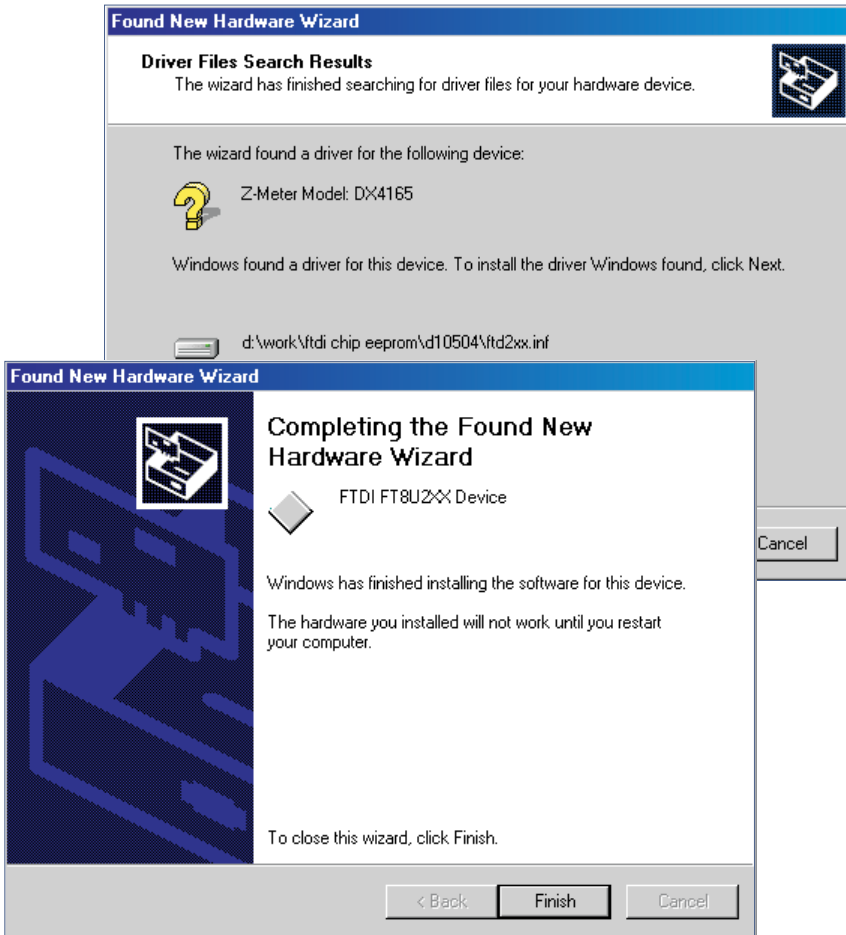 Found New Hardware Wizard
Driver Files Search Results
The wizard has finished searching for driver files for your hardware device.
The wizard found a driver for the following device:
Z-Meter Model: DX4165
Windows found a driver for this device. To install the driver Windows found, click Next.
d:\work\ftdi chip eeprom\d10504\ftd2xx.inf
Cancel
Found New Hardware Wizard
Completing the Found New
Hardware Wizard
FTDI FT8U2XX Device
Windows has finished installing the software for this device.
The hardware you installed will not work until you restart
your computer.
To close this wizard, click Finish.
< Back
Finish
Cancel